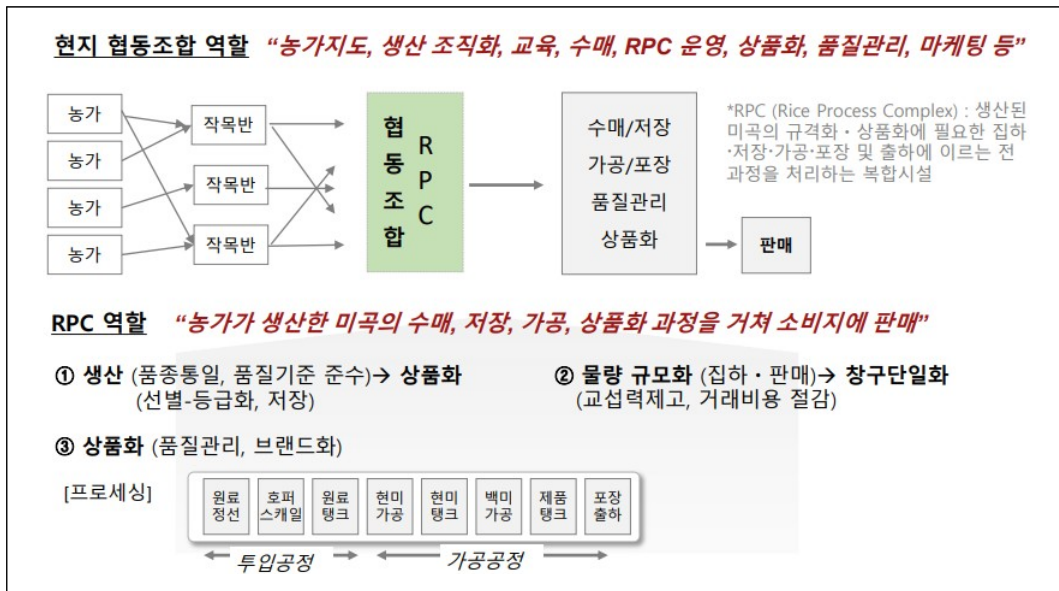 현지 협동조합 역할 “농가지도, 생산 조직화, 교육, 수매, RPC 운영, 상품화, 품질관리, 마케팅 등”
농가
농가
농가
농가
작목반
작목반
작목반
협동조합
RPC
수매/저장
가공/포장
품질관리
상품화
판매
*RPC (Rice Process Complex) : 생산된
미곡의 규격화・상품화에 필요한 집하
·저장·가공·포장 및 출하에 이르는 전
과정을 처리하는 복합시설
RPC 역할 “농가가 생산한 미곡의 수매, 저장, 가공, 상품화 과정을 거쳐 소비지에 판매”
① 생산 (품종통일, 품질기준 준수)→ 상품화
(선별-등급화, 저장)
② 물량 규모화 (집하・판매)→ 창구단일화
(교섭력제고, 거래비용 절감)
③ 상품화 (품질관리, 브랜드화)
[프로세싱]
원료
정선
호퍼
스캐일
원료
탱크
현미
가공
현미
탱크
백미
가공
제품
탱크
포장
출하
투입공정
가공공정